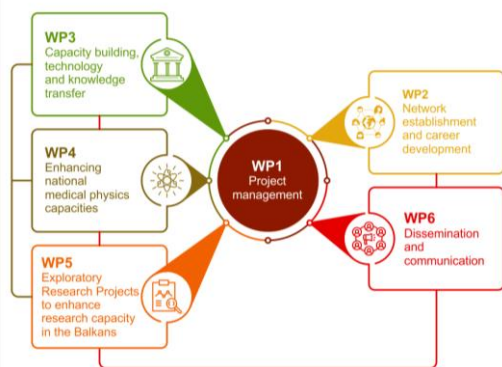 WP3
Capacity building,
technology
and knowledge
transfer
WP4
Enhancing
national
medical physics
capacities
WP5
Exploratory
Research Projects
to enhance
research capacity
in the Balkans
WP1
Project
management
WP2
Network
establishment
and career
development
WP6
Dissemination
and
communication